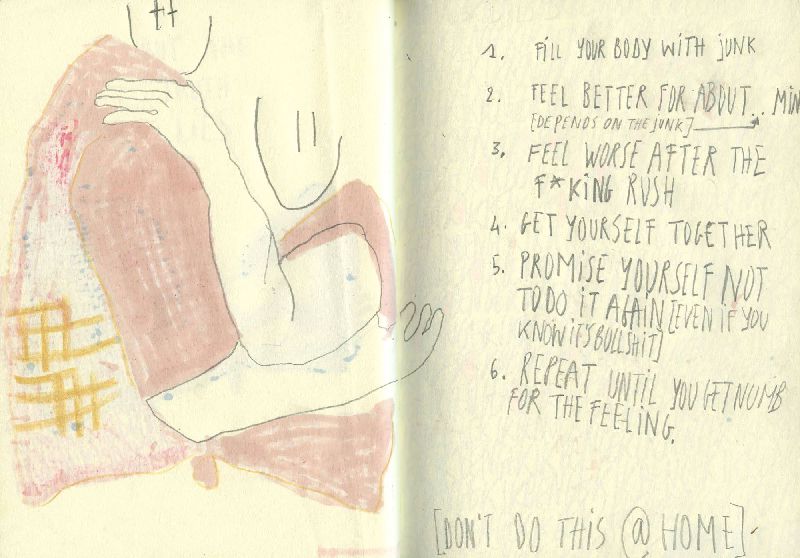 1. FILL YOUR BODY WITH JUNK
2. FEEL BETTER FOR ABOUT.. MIN
[DEPENDS ON THE JUNK]
3. FEEL WORSE AFTER THE
F*KING RUSH
4. GET YOURSELF TOGETHER
5. PROMISE YOURSELF NOT
TO DO IT AGAIN [EVEN IF YOU
KNOW IT'S BULLSHIT]
6. REPEAT UNTIL YOU GET NUMB
FOR THE FEELING.
[DON'T DO THIS @ HOME].